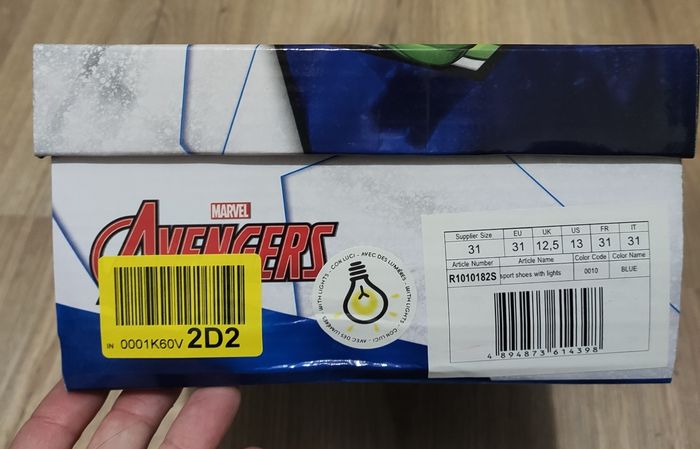 MARVEL
AVENGERS
WITH LIGHTS - CON LUCI - AVEC DES LUMIÈRES - WITH LIGHTS - CON LUCI - AVEC DES LUMIÈRES -
IN 0001K60V 2D2
Supplier Size EU UK US FR IT
31 31 12,5 13 31 31
Article Number Article Name Color Code Color Name
R1010182S sport shoes with lights 0010 BLUE
4 894873 614398